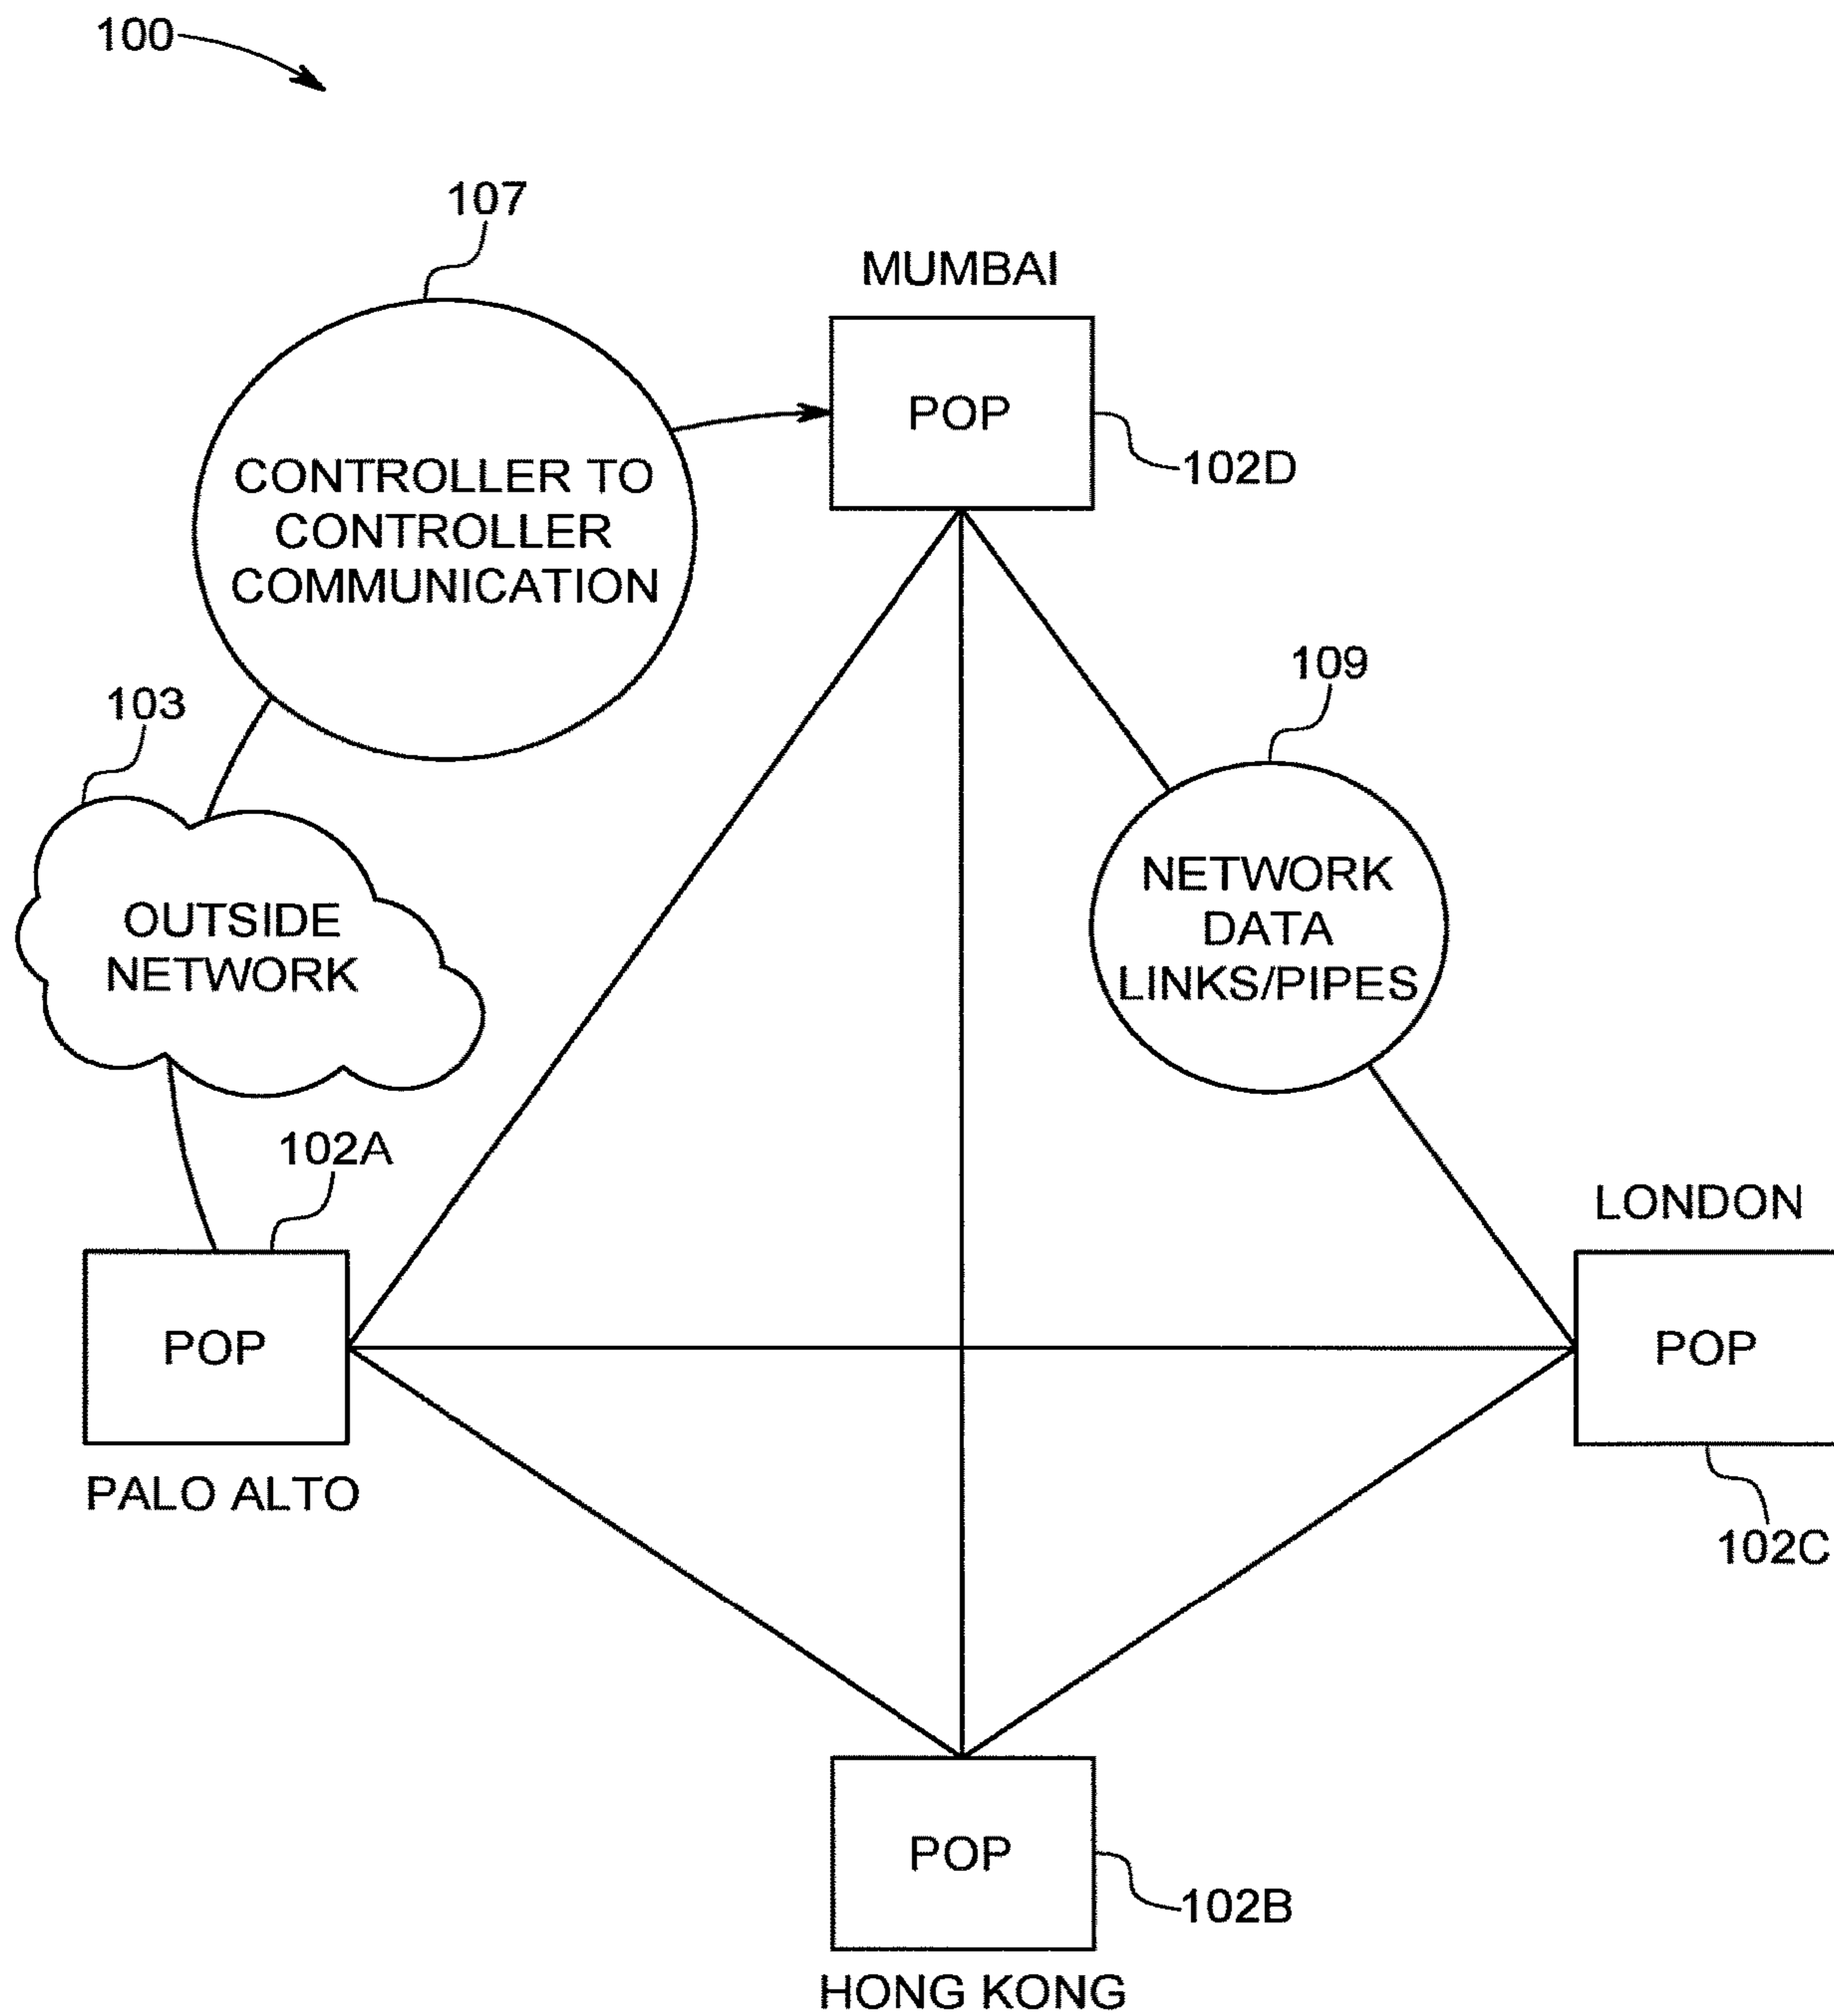 100
107
MUMBAI
POP
102D
CONTROLLER TO
CONTROLLER
COMMUNICATION
109
103
NETWORK
DATA
LINKS/PIPES
OUTSIDE
NETWORK
102A
LONDON
POP
POP
PALO ALTO
102C
POP
102B
HONG KONG